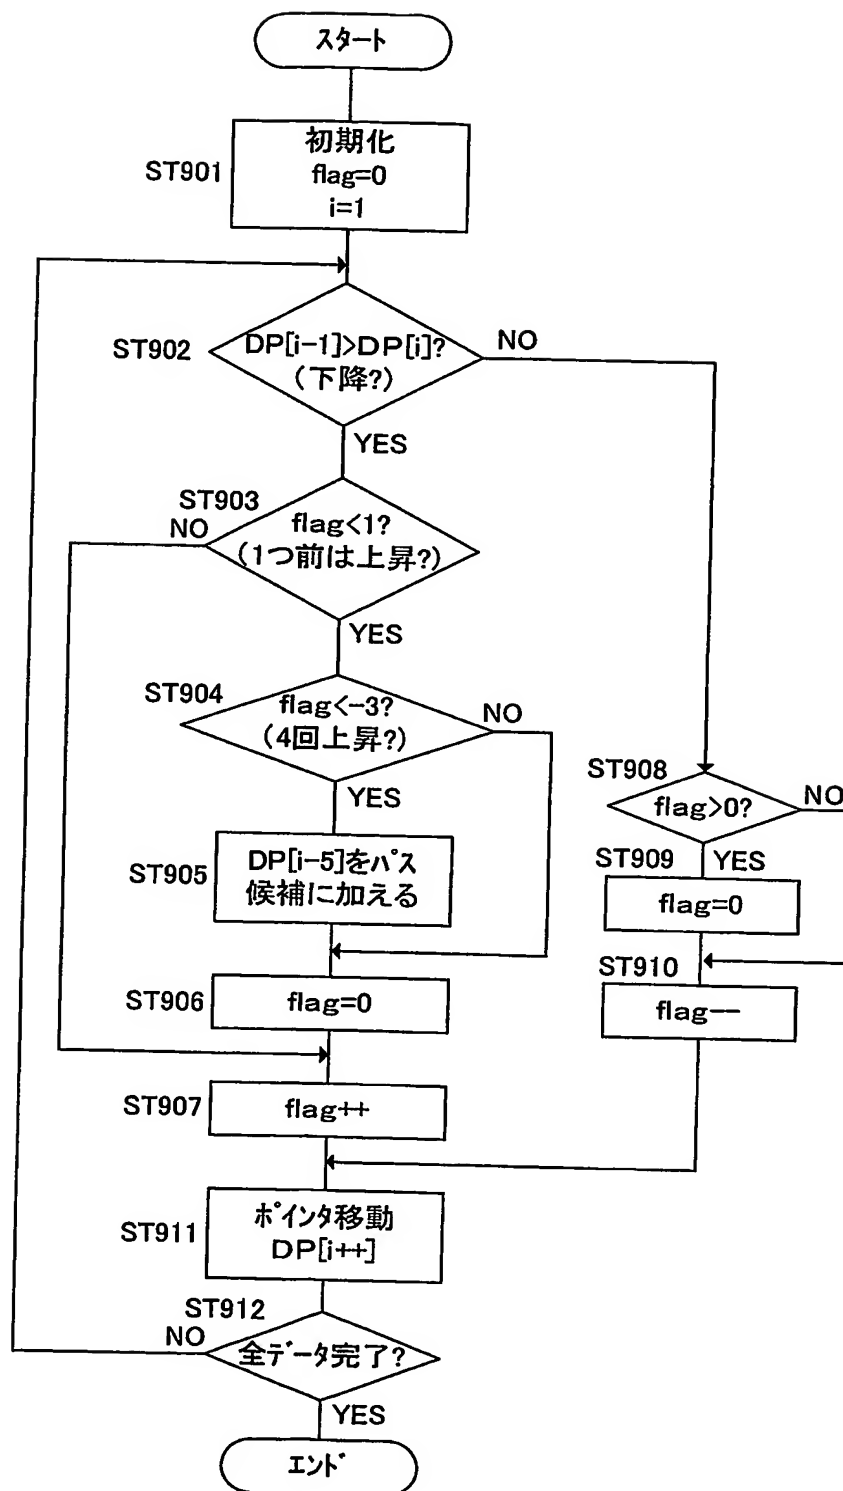 スタート
ST901
初期化
flag=0
i=1
ST902
DP[i-1]>DP[i]?
(下降?)
NO
YES
ST903
NO
flag<1?
(1つ前は上昇?)
YES
ST904
flag<-3?
(4回上昇?)
NO
YES
ST905
DP[i-5]をパス
候補に加える
ST908
flag>0?
NO
YES
ST909
flag=0
ST906
flag=0
ST910
flag--
ST907
flag++
ST911
ポインタ移動
DP[i++]
ST912
NO
全データ完了?
YES
エンド